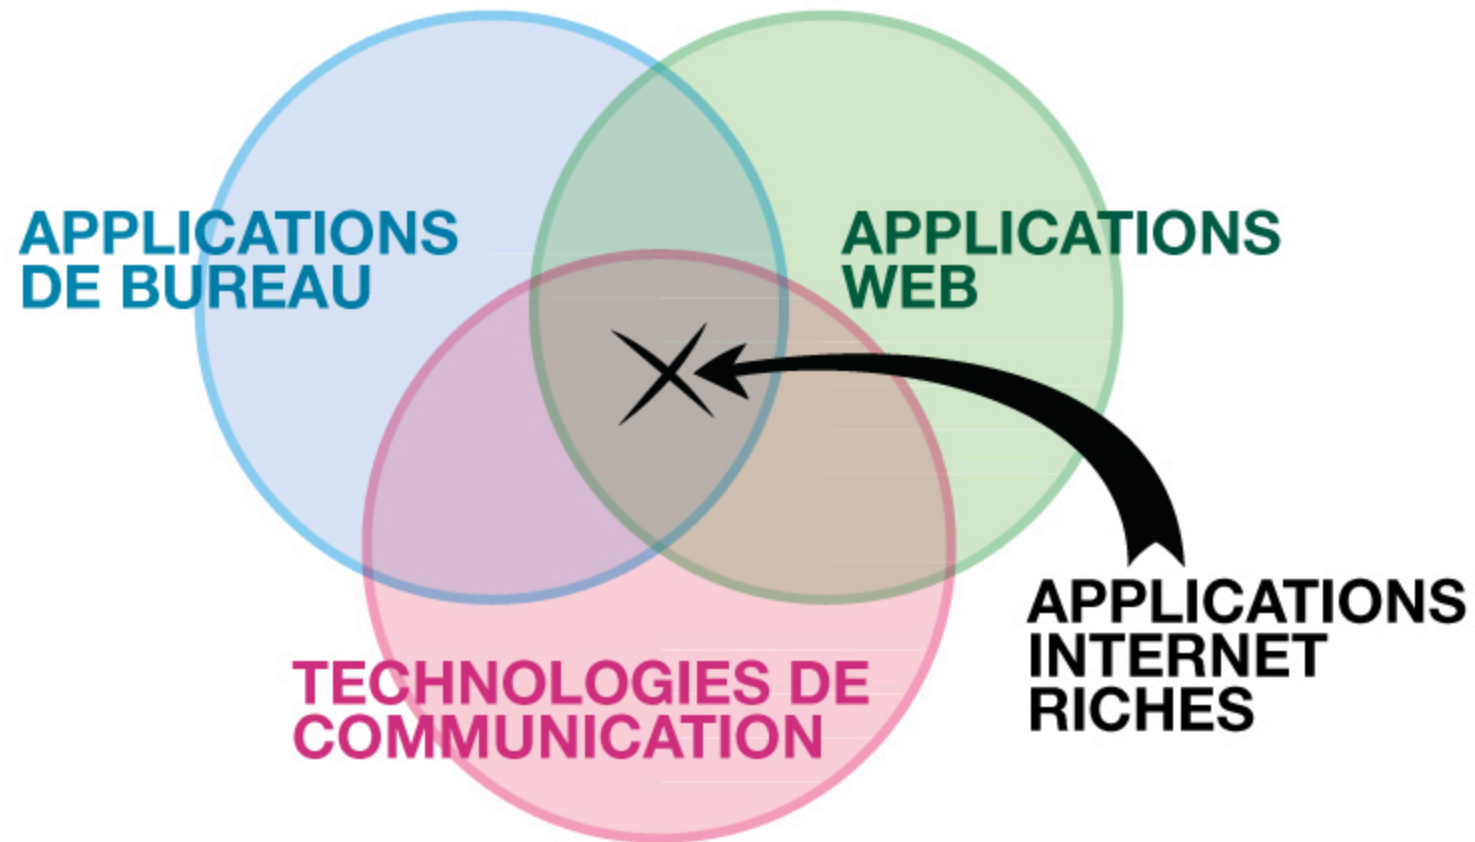 APPLICATIONS
DE BUREAU
APPLICATIONS
WEB
TECHNOLOGIES DE
COMMUNICATION
APPLICATIONS
INTERNET
RICHES